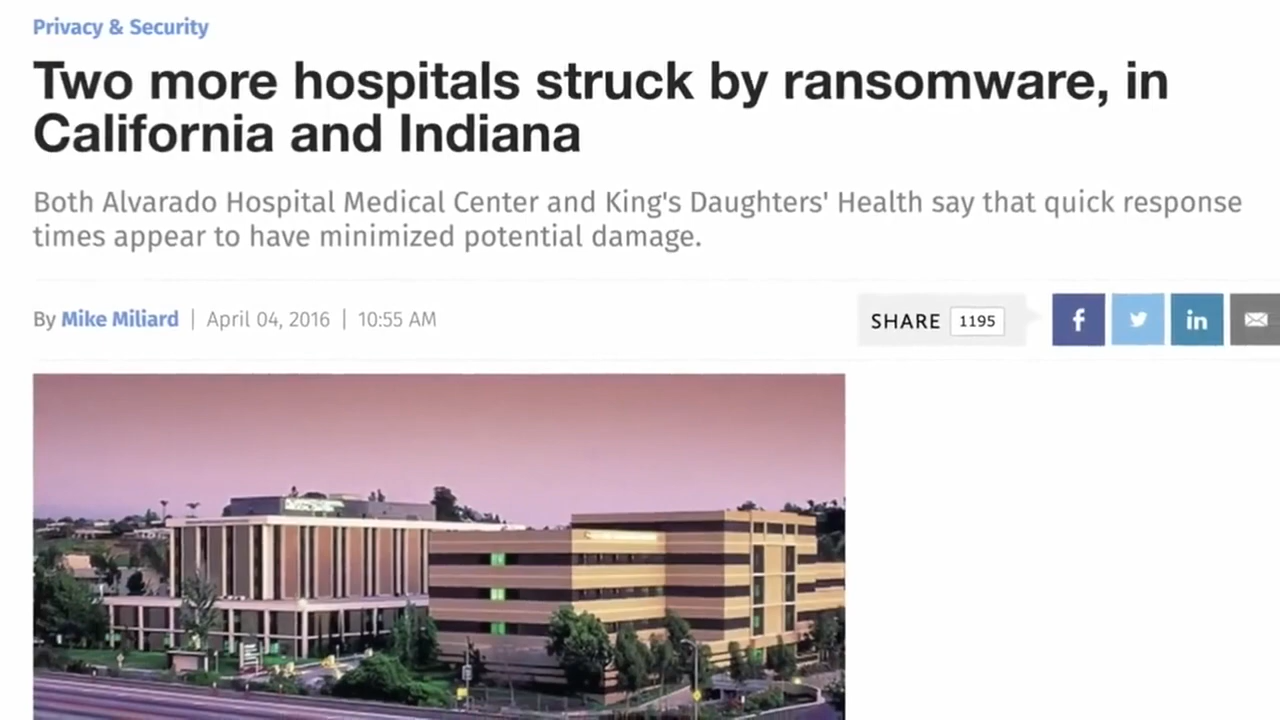 Privacy & Security
Two more hospitals struck by ransomware, in
California and Indiana
Both Alvarado Hospital Medical Center and King's Daughters' Health say that quick response
times appear to have minimized potential damage.
By Mike Miliard | April 04, 2016 | 10:55 AM
SHARE 1195